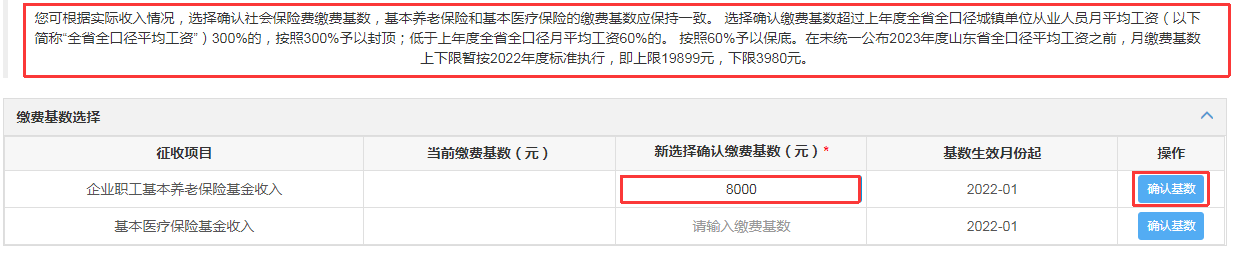 您可根据实际收入情况，选择确认社会保险费缴费基数，基本养老保险和基本医疗保险的缴费基数应保持一致。 选择确认缴费基数超过上年度全省全口径城镇单位从业人员月平均工资（以下
简称“全省全口径平均工资”）300%的，按照300%予以封顶；低于上年度全省全口径月平均工资60%的。 按照60%予以保底。在未统一公布2023年度山东省全口径平均工资之前，月缴费基数
上下限暂按2022年度标准执行，即上限19899元，下限3980元。
缴费基数选择
征收项目 当前缴费基数（元） 新选择确认缴费基数（元）* 基数生效月份起 操作
企业职工基本养老保险基金收入 8000 2022-01 确认基数
基本医疗保险基金收入 请输入缴费基数 2022-01 确认基数